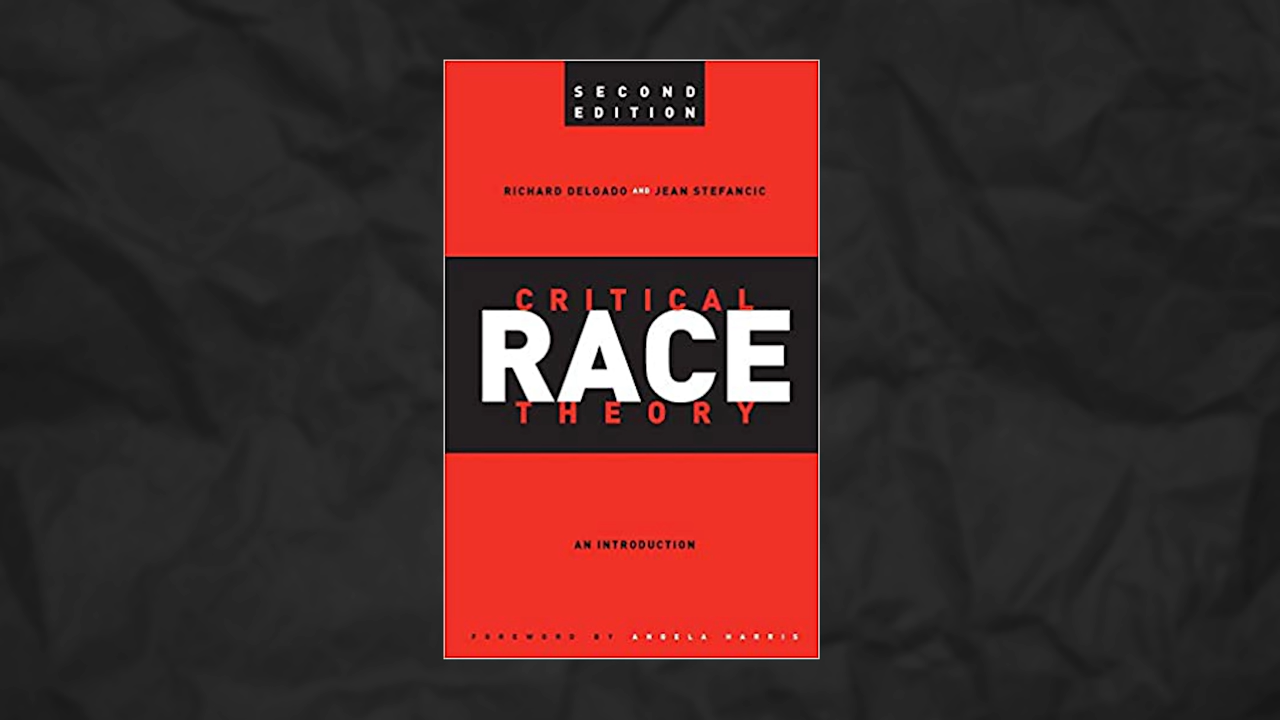 SECOND
EDITION
RICHARD DELGADO AND JEAN STEFANCIC
CRITICAL
RACE
THEORY
AN INTRODUCTION
FOREWORD BY ANGELA HARRIS